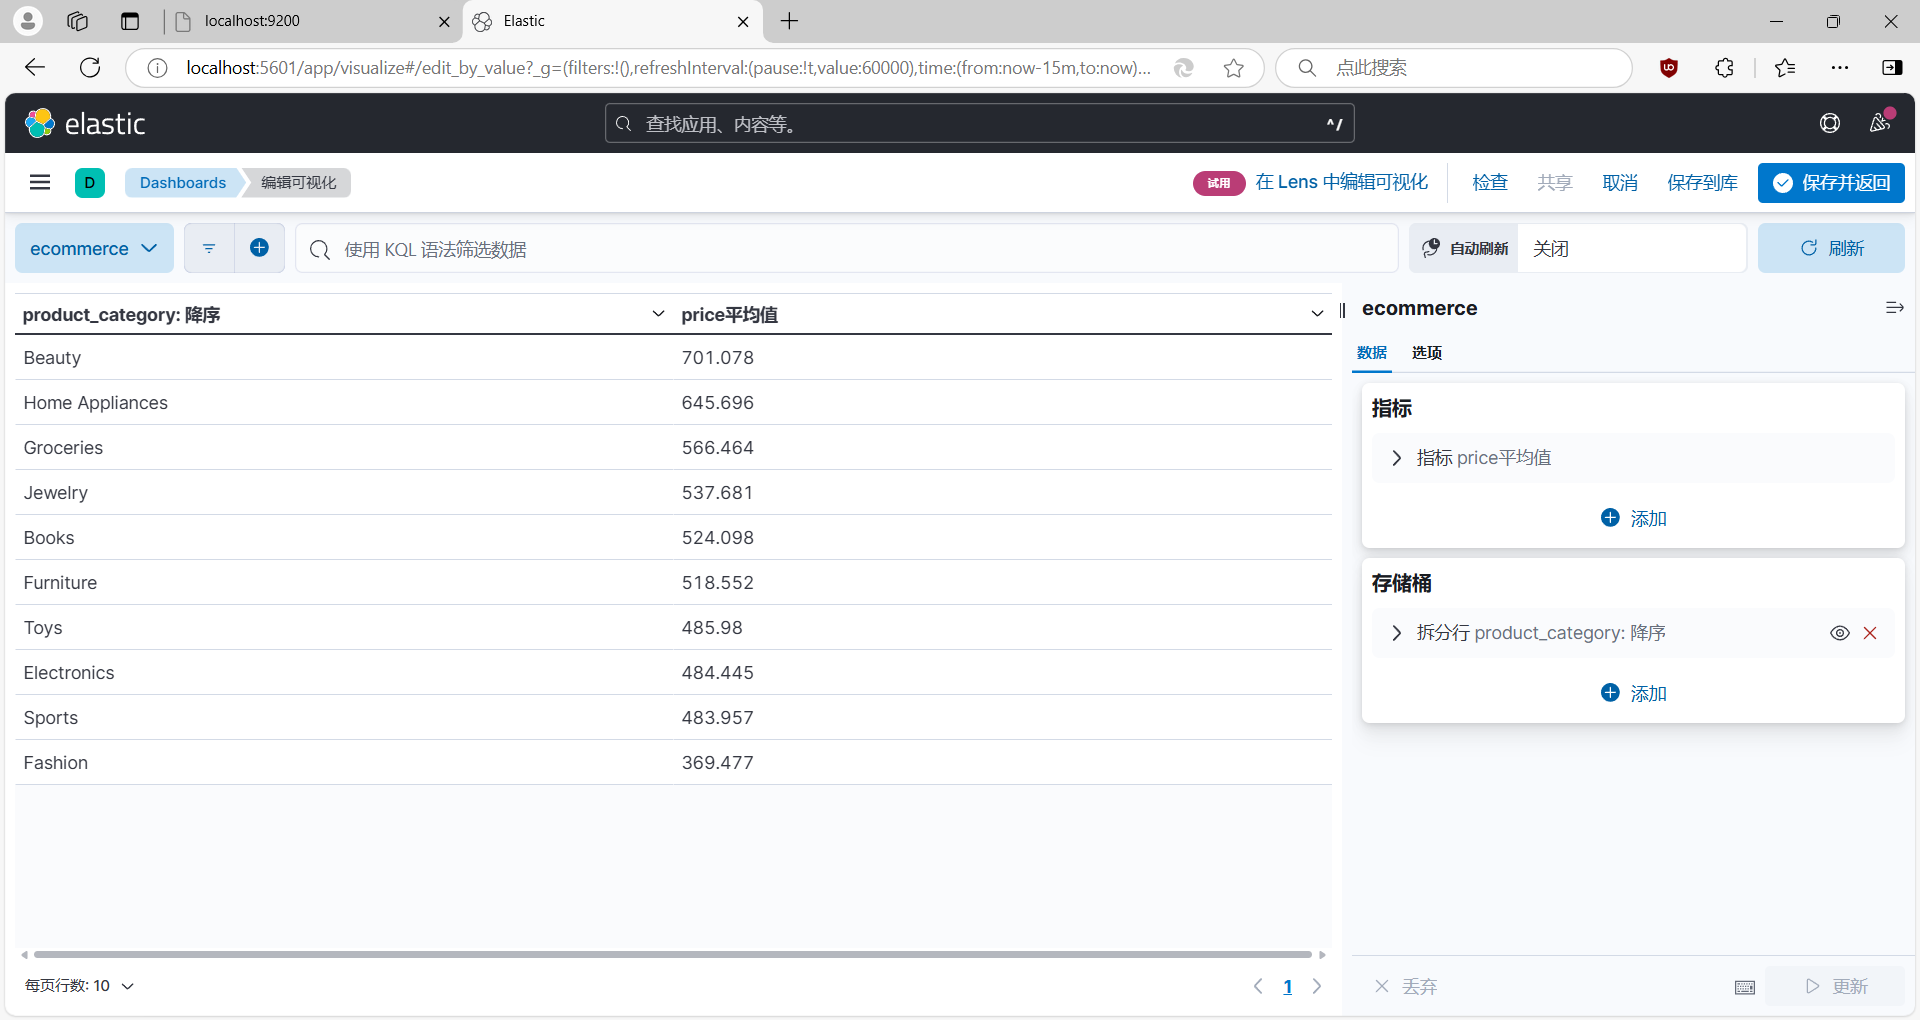 localhost:9200
Elastic
localhost:5601/app/visualize#/edit_by_value?_g=(filters:!(),refreshInterval:(pause:!t,value:60000),time:(from:now-15m,to:now)...
点此搜索
elastic
查找应用、内容等。
^/
D
Dashboards
编辑可视化
试用
在 Lens 中编辑可视化
检查
共享
取消
保存到库
保存并返回
ecommerce
使用 KQL 语法筛选数据
自动刷新
关闭
刷新
product_category: 降序
price平均值
Beauty 701.078
Home Appliances 645.696
Groceries 566.464
Jewelry 537.681
Books 524.098
Furniture 518.552
Toys 485.98
Electronics 484.445
Sports 483.957
Fashion 369.477
每页行数: 10
1
ecommerce
数据
选项
指标
指标 price平均值
添加
存储桶
拆分行 product_category: 降序
添加
丢弃
更新